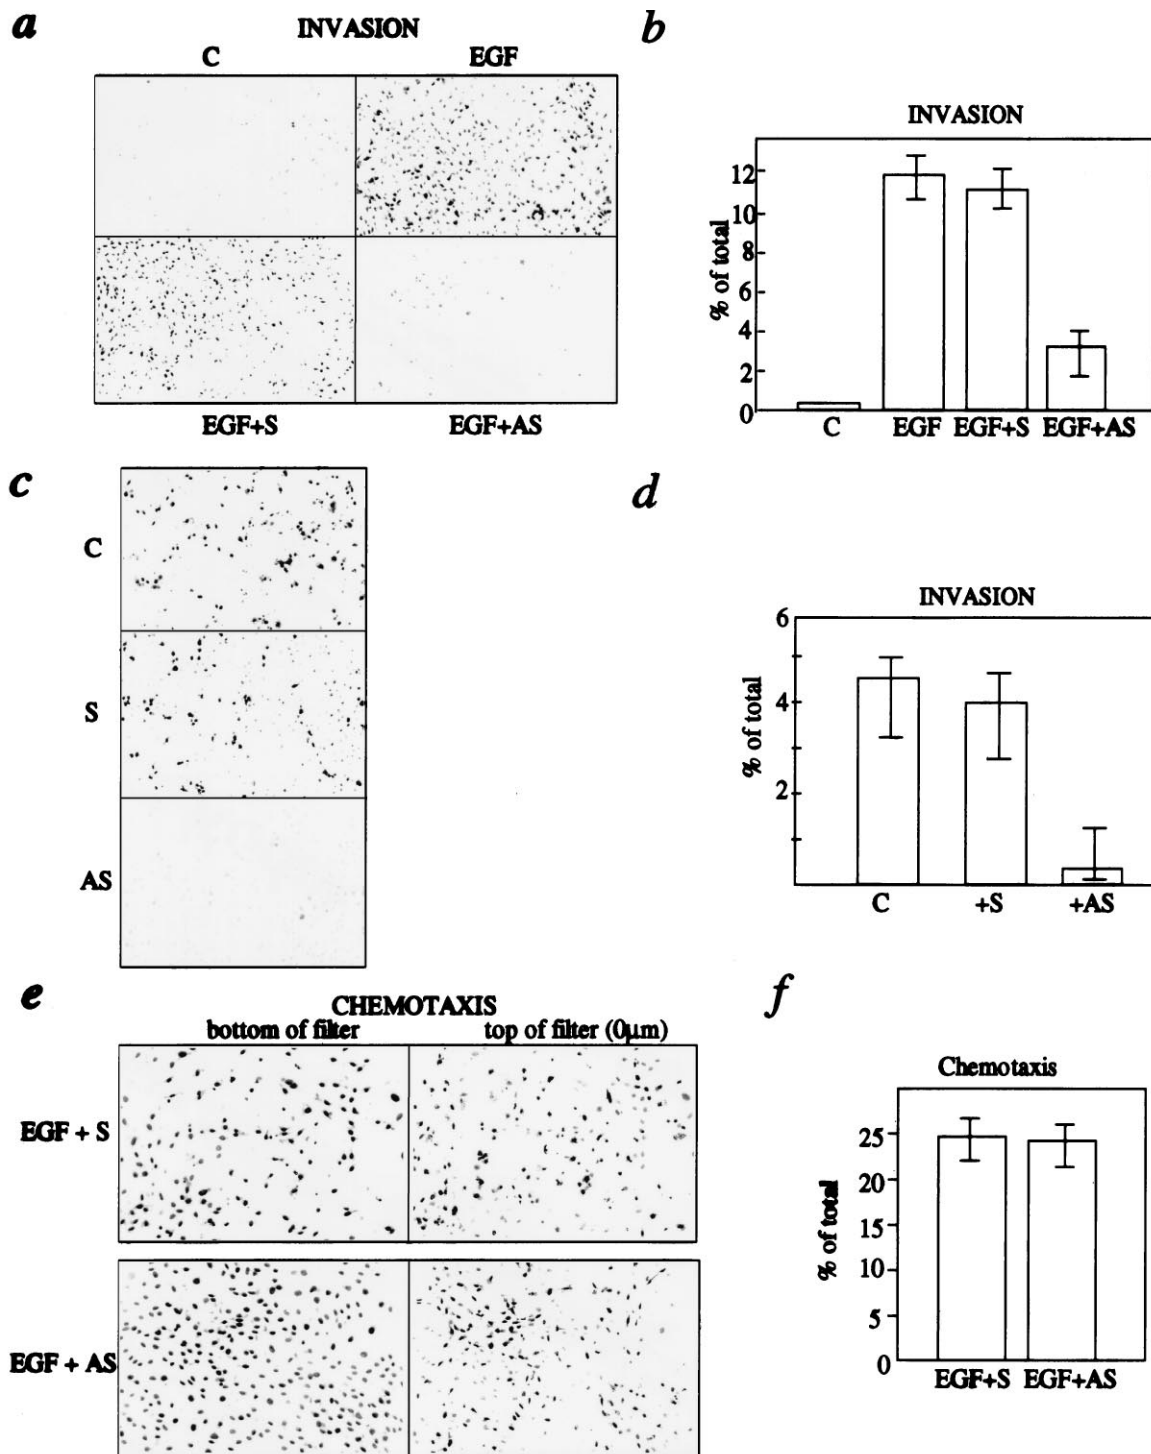 a
INVASION
C EGF
EGF+S EGF+AS
b
INVASION
% of total
12
10
8
6
4
2
0
C EGF EGF+S EGF+AS
c
C
S
AS
d
INVASION
% of total
6
4
2
C +S +AS
e
CHEMOTAXIS
bottom of filter top of filter (0μm)
EGF + S
EGF + AS
f
Chemotaxis
% of total
25
20
15
10
5
0
EGF+S EGF+AS